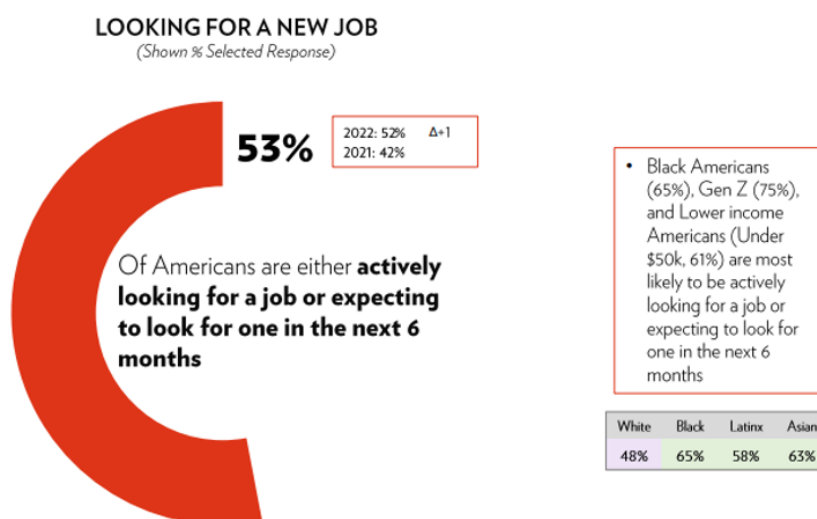 LOOKING FOR A NEW JOB
(Shown % Selected Response)
53%
2022: 52% Δ+1
2021: 42%
Of Americans are either actively
looking for a job or expecting
to look for one in the next 6
months
• Black Americans
(65%), Gen Z (75%),
and Lower income
Americans (Under
$50k, 61%) are most
likely to be actively
looking for a job or
expecting to look for
one in the next 6
months
White Black Latinx Asian
48% 65% 58% 63%